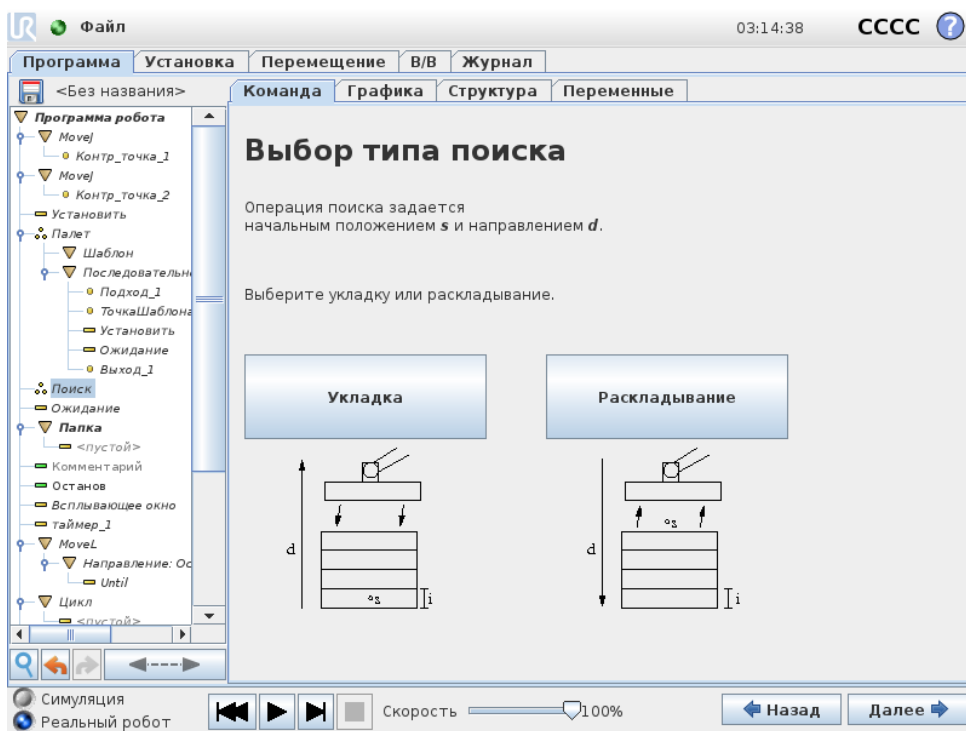 UR Файл 03:14:38 CCCC ?
Программа Установка Перемещение В/В Журнал
<Без названия> Команда Графика Структура Переменные
Программа робота
MoveJ
Контр_точка_1
MoveJ
Контр_точка_2
Установить
Палет
Шаблон
Последовательн
Подход_1
ТочкаШаблона
Установить
Ожидание
Выход_1
Поиск
Ожидание
Папка
<пустой>
Комментарий
Останов
Всплывающее окно
таймер_1
MoveL
Направление: Ос
Until
Цикл
<пустой>
Выбор типа поиска
Операция поиска задается
начальным положением s и направлением d.
Выберите укладку или раскладывание.
Укладка
Раскладывание
d
s
i
d
s
i
Симуляция
Реальный робот
Скорость 100%
Назад
Далее